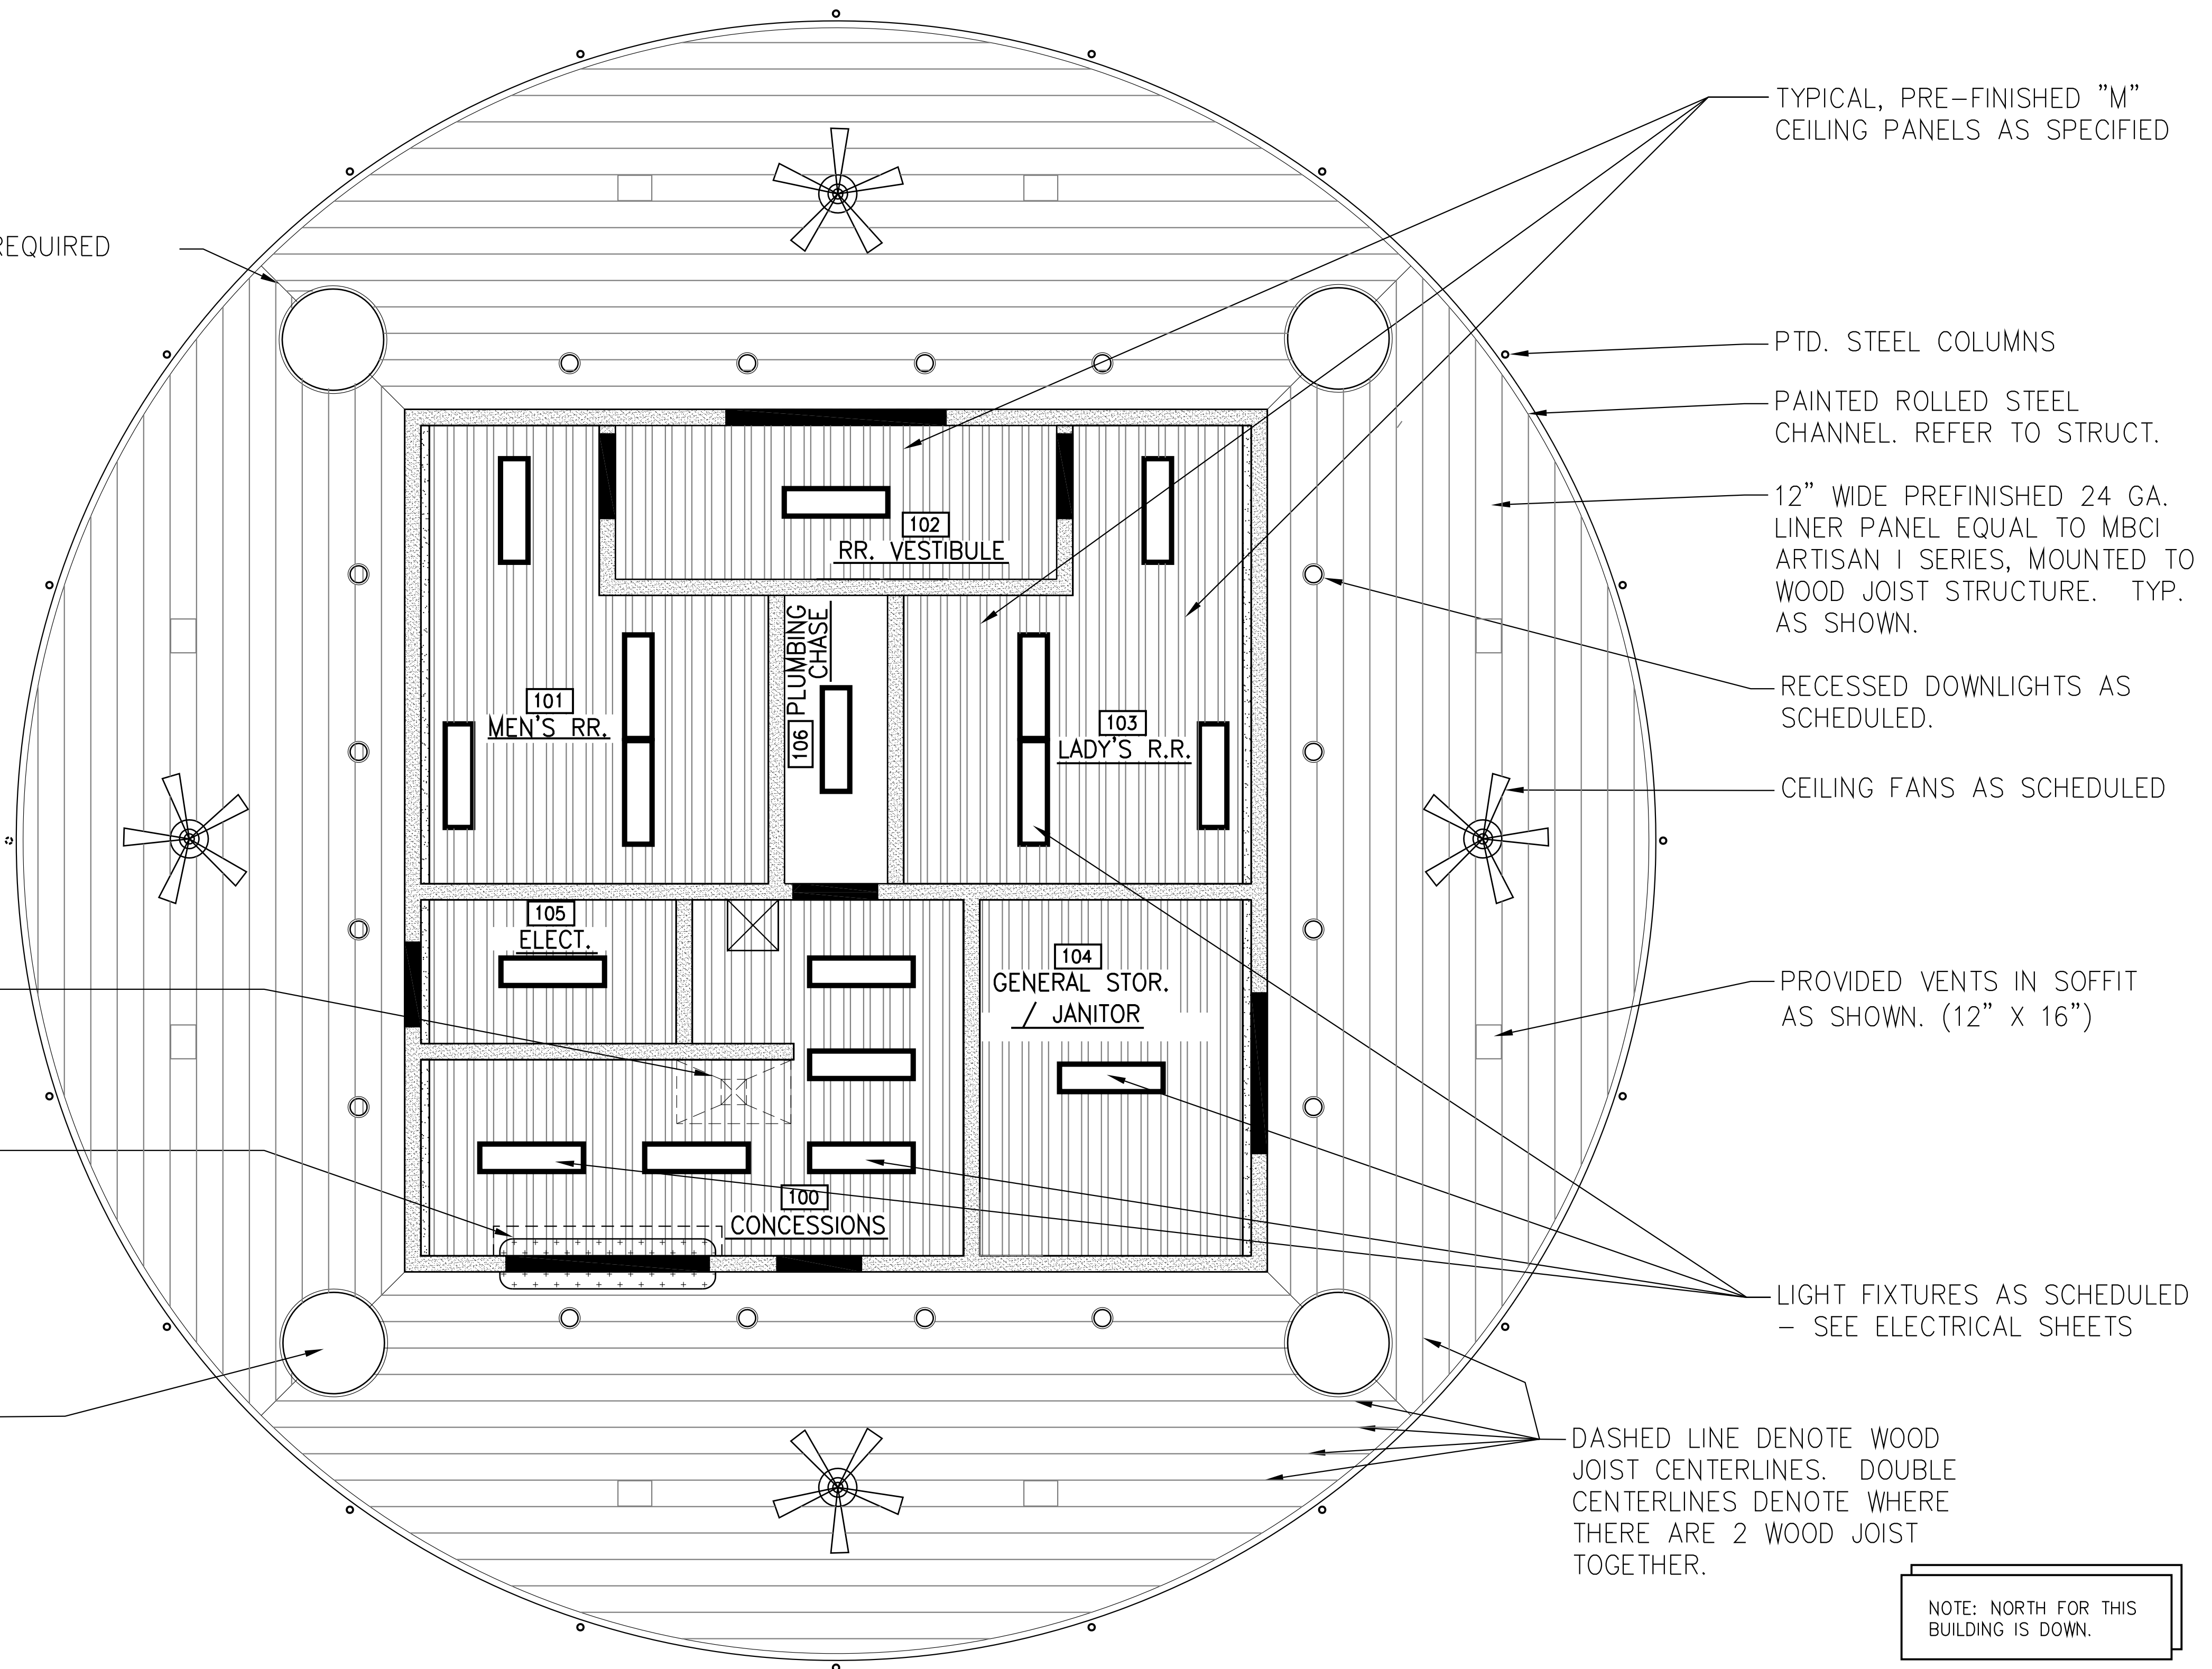 TYPICAL, PRE-FINISHED "M"
CEILING PANELS AS SPECIFIED
REQUIRED
PTD. STEEL COLUMNS
PAINTED ROLLED STEEL
CHANNEL. REFER TO STRUCT.
12" WIDE PREFINISHED 24 GA.
LINER PANEL EQUAL TO MBCI
ARTISAN I SERIES, MOUNTED TO
WOOD JOIST STRUCTURE. TYP.
AS SHOWN.
RECESSED DOWNLIGHTS AS
SCHEDULED.
CEILING FANS AS SCHEDULED
PROVIDED VENTS IN SOFFIT
AS SHOWN. (12" X 16")
LIGHT FIXTURES AS SCHEDULED
- SEE ELECTRICAL SHEETS
DASHED LINE DENOTE WOOD
JOIST CENTERLINES. DOUBLE
CENTERLINES DENOTE WHERE
THERE ARE 2 WOOD JOIST
TOGETHER.
NOTE: NORTH FOR THIS
BUILDING IS DOWN.
102
RR. VESTIBULE
101
MEN'S RR.
106
PLUMBING
CHASE
103
LADY'S R.R.
105
ELECT.
104
GENERAL STOR.
/ JANITOR
100
CONCESSIONS